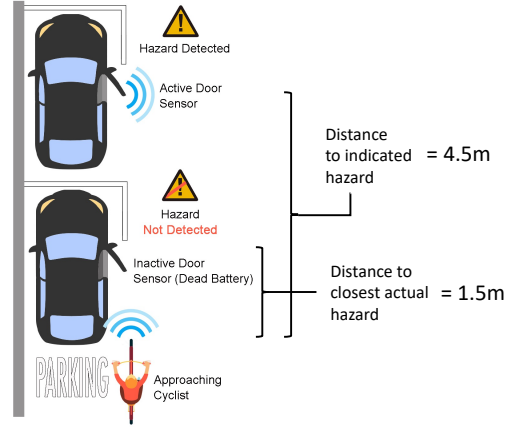 Hazard Detected
Active Door
Sensor
Distance
to indicated
hazard
= 4.5m
Hazard
Not Detected
Inactive Door
Sensor (Dead Battery)
Distance to
closest actual
hazard
= 1.5m
PARKING
Approaching
Cyclist